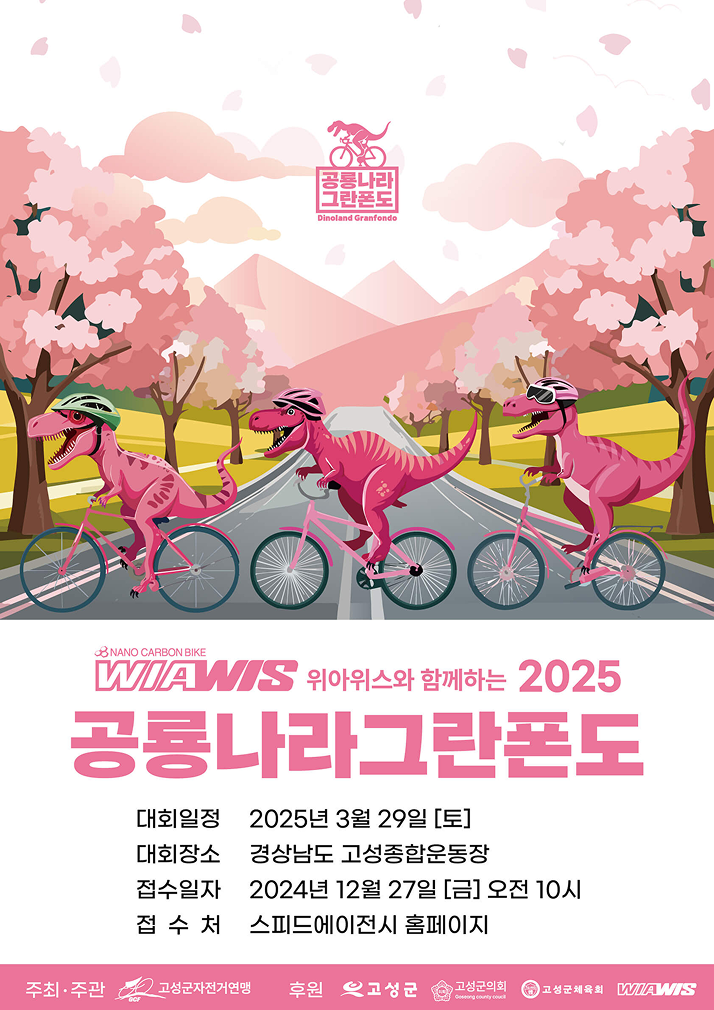 공룡나라
그란폰도
Dinoland Granfondo
NANO CARBON BIKE
WIAWIS 위아위스와 함께하는 2025
공룡나라그란폰도
대회일정 2025년 3월 29일 [토]
대회장소 경상남도 고성종합운동장
접수일자 2024년 12월 27일 [금] 오전 10시
접 수 처 스피드에이전시 홈페이지
주최·주관 GCF 고성군자전거연맹 후원 고성군 고성군의회 Goseong county council 고성군체육회 WIAWIS